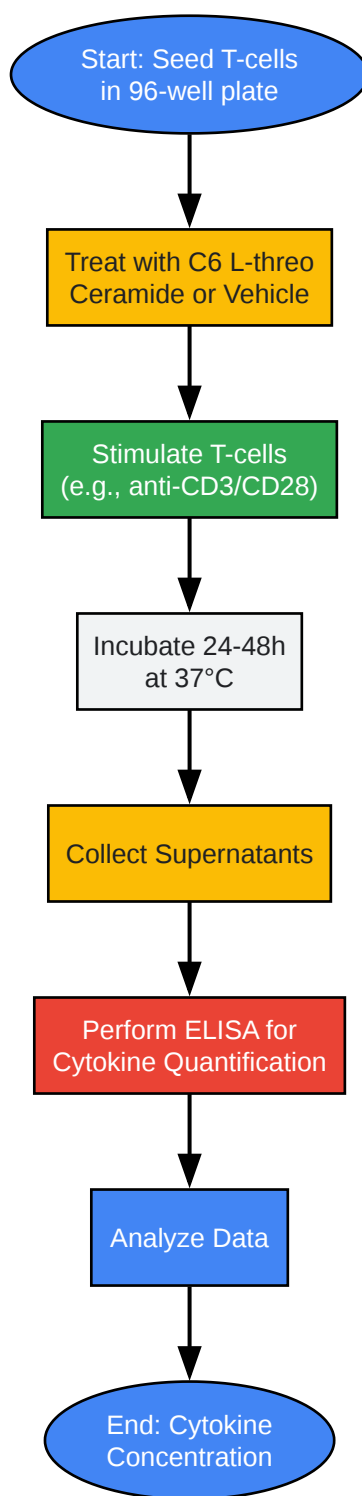 Start: Seed T-cells
in 96-well plate
Treat with C6 L-threo
Ceramide or Vehicle
Stimulate T-cells
(e.g., anti-CD3/CD28)
Incubate 24-48h
at 37°C
Collect Supernatants
Perform ELISA for
Cytokine Quantification
Analyze Data
End: Cytokine
Concentration